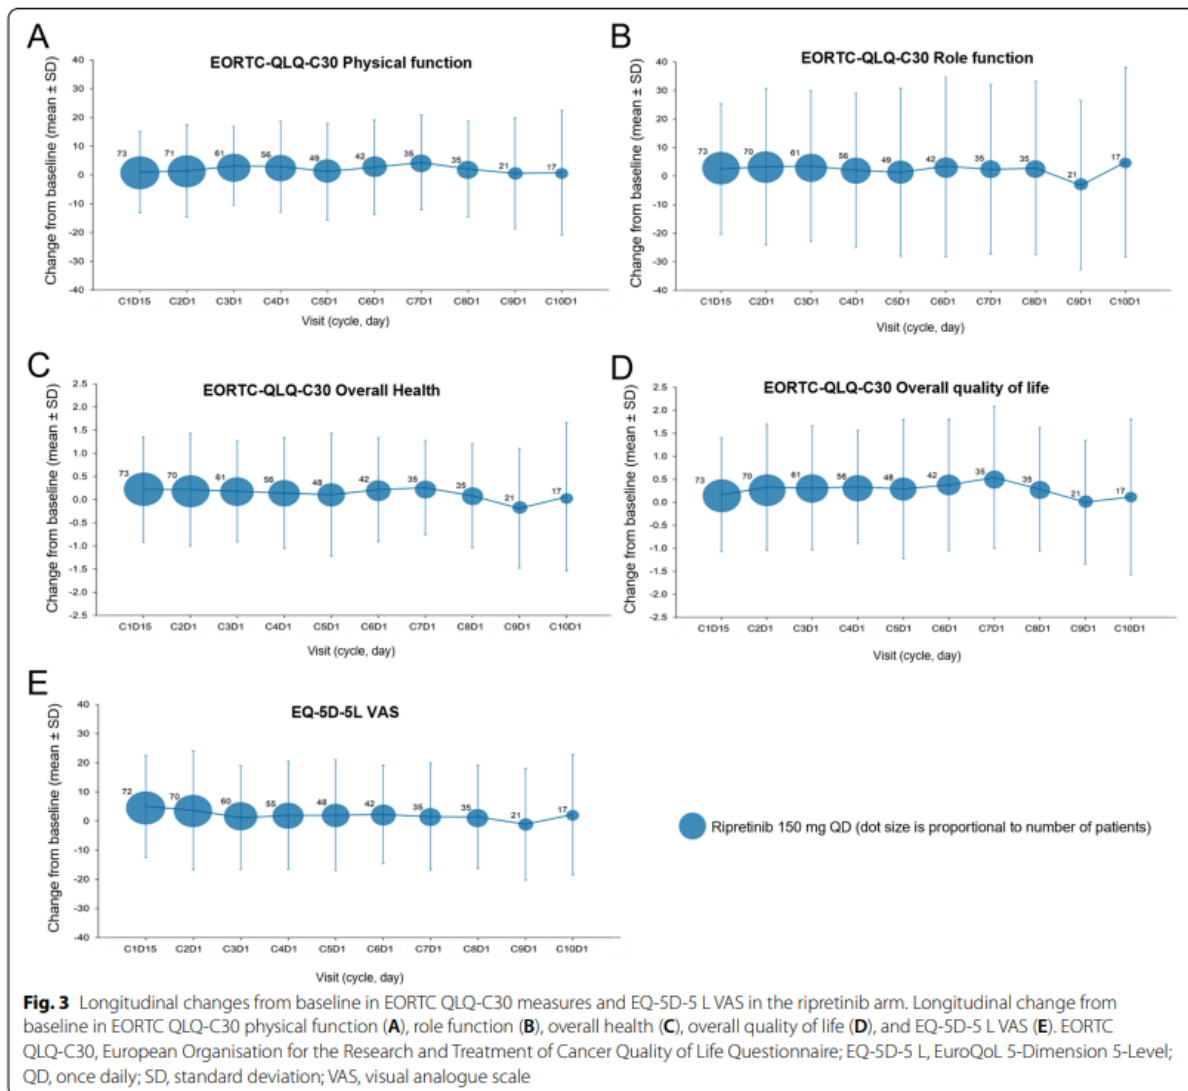 A
EORTC-QLQ-C30 Physical function
Change from baseline (mean ± SD)
40
30
20
10
0
-10
-20
-30
-40
73 71 61 56 49 42 35 35 21 17
C1D15 C2D1 C3D1 C4D1 C5D1 C6D1 C7D1 C8D1 C9D1 C10D1
Visit (cycle, day)
B
EORTC-QLQ-C30 Role function
Change from baseline (mean ± SD)
40
30
20
10
0
-10
-20
-30
-40
73 70 61 56 49 42 35 35 21 17
C1D15 C2D1 C3D1 C4D1 C5D1 C6D1 C7D1 C8D1 C9D1 C10D1
Visit (cycle, day)
C
EORTC-QLQ-C30 Overall Health
Change from baseline (mean ± SD)
2.5
2.0
1.5
1.0
0.5
0.0
-0.5
-1.0
-1.5
-2.0
-2.5
73 70 61 56 48 42 35 35 21 17
C1D15 C2D1 C3D1 C4D1 C5D1 C6D1 C7D1 C8D1 C9D1 C10D1
Visit (cycle, day)
D
EORTC-QLQ-C30 Overall quality of life
Change from baseline (mean ± SD)
2.5
2.0
1.5
1.0
0.5
0.0
-0.5
-1.0
-1.5
-2.0
-2.5
73 70 61 56 48 42 35 35 21 17
C1D15 C2D1 C3D1 C4D1 C5D1 C6D1 C7D1 C8D1 C9D1 C10D1
Visit (cycle, day)
E
EQ-5D-5L VAS
Change from baseline (mean ± SD)
40
30
20
10
0
-10
-20
-30
-40
72 70 60 55 48 42 35 35 21 17
C1D15 C2D1 C3D1 C4D1 C5D1 C6D1 C7D1 C8D1 C9D1 C10D1
Visit (cycle, day)
Ripretinib 150 mg QD (dot size is proportional to number of patients)
Fig. 3 Longitudinal changes from baseline in EORTC QLQ-C30 measures and EQ-5D-5 L VAS in the ripretinib arm. Longitudinal change from
baseline in EORTC QLQ-C30 physical function (A), role function (B), overall health (C), overall quality of life (D), and EQ-5D-5 L VAS (E). EORTC
QLQ-C30, European Organisation for the Research and Treatment of Cancer Quality of Life Questionnaire; EQ-5D-5 L, EuroQoL 5-Dimension 5-Level;
QD, once daily; SD, standard deviation; VAS, visual analogue scale